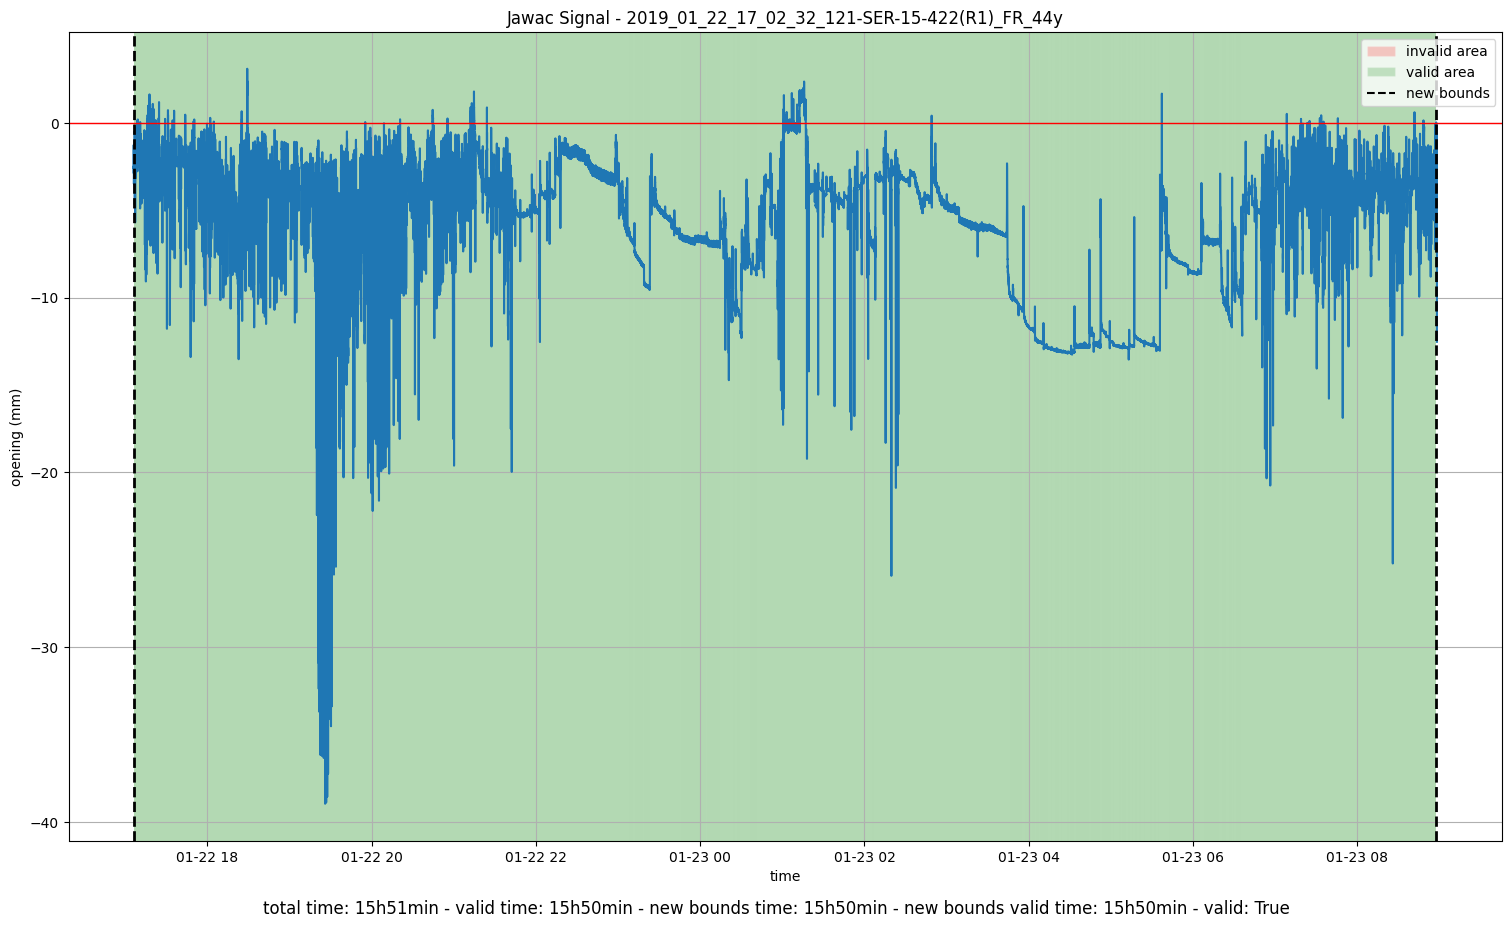 Jawac Signal - 2019_01_22_17_02_32_121-SER-15-422(R1)_FR_44y
invalid area
valid area
new bounds
0
−10
−20
−30
−40
opening (mm)
01-22 18
01-22 20
01-22 22
01-23 00
01-23 02
01-23 04
01-23 06
01-23 08
time
total time: 15h51min - valid time: 15h50min - new bounds time: 15h50min - new bounds valid time: 15h50min - valid: True